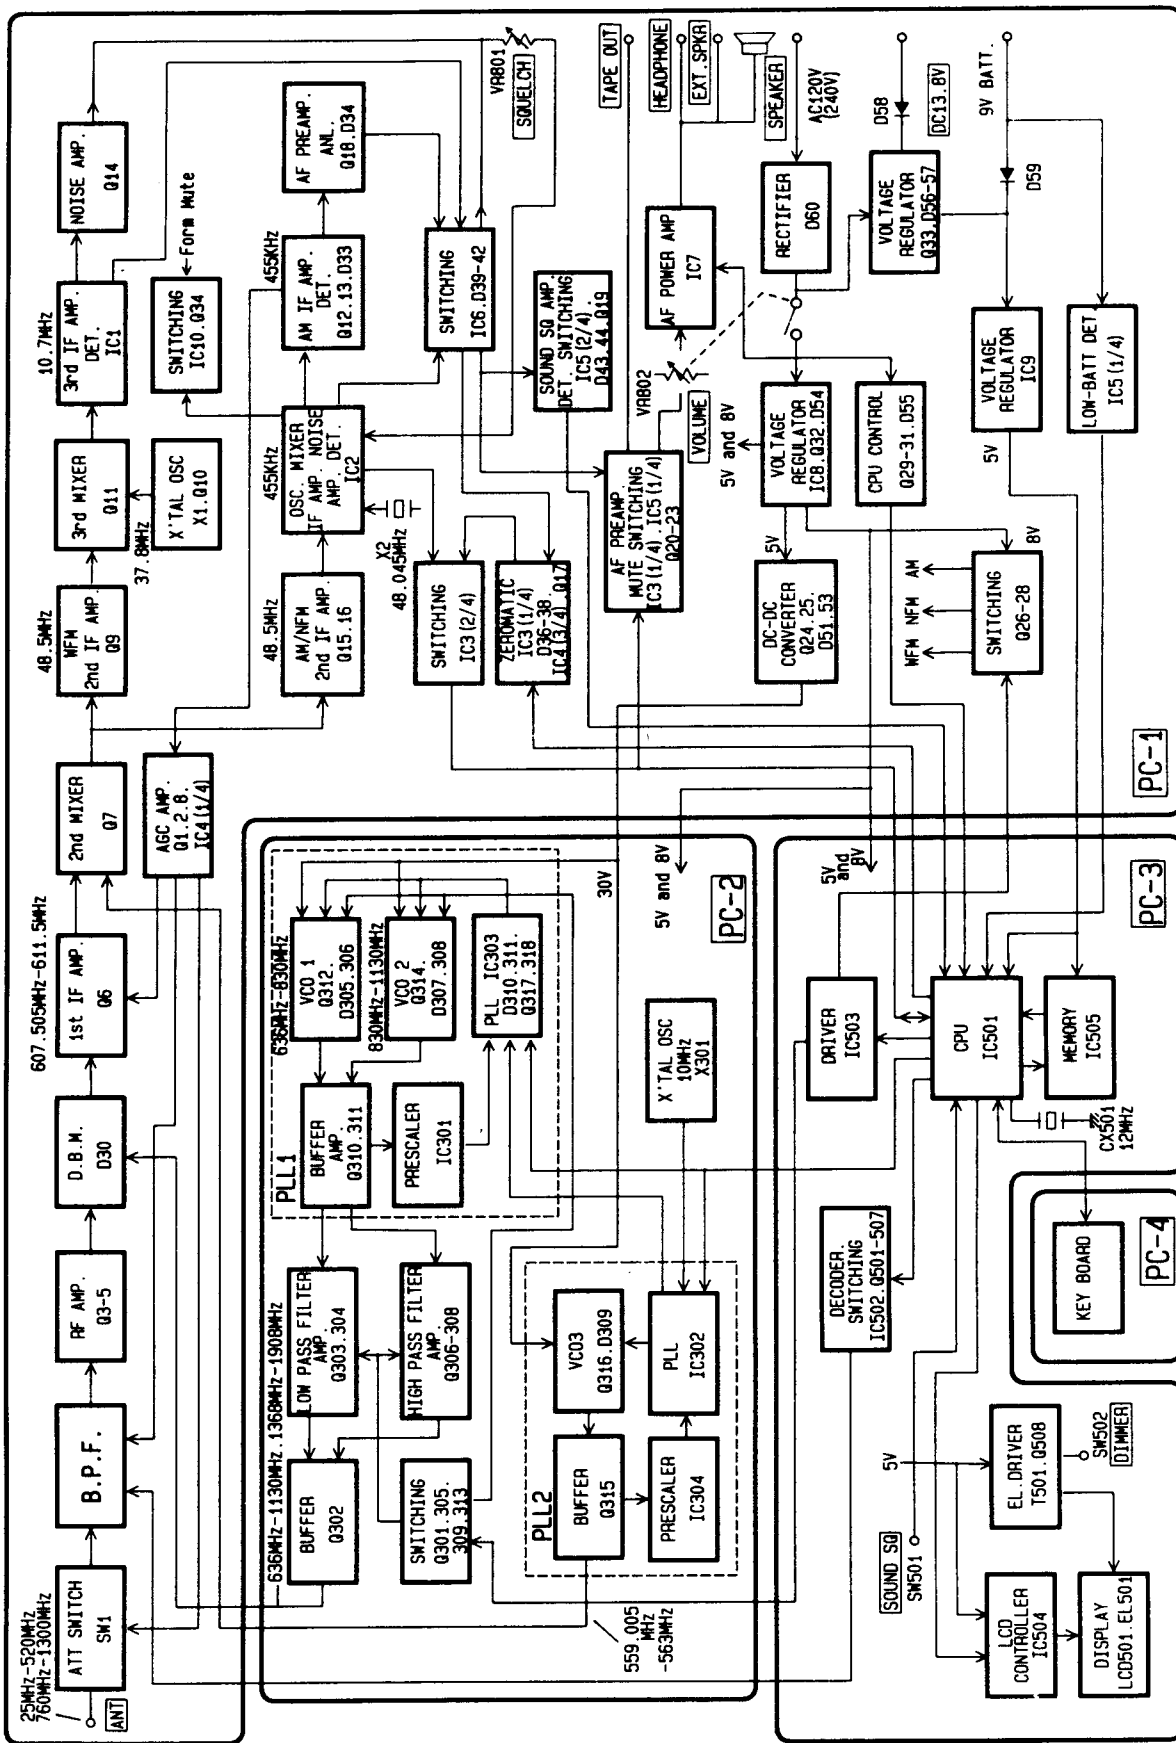 25MHz-520MHz
760MHz-1300MHz
ANT
ATT SWITCH
SW1
B.P.F.
RF AMP.
Q3-5
D.B.M.
D30
607.505MHz-611.5MHz
1st IF AMP.
Q6
2nd MIXER
Q7
AGC AMP.
Q1.2.8.
IC4(1/4)
48.5MHz
WFM
2nd IF AMP.
Q9
3rd MIXER
Q11
37.8MHz
X'TAL OSC
X1.Q10
10.7MHz
3rd IF AMP.
DET.
IC1
NOISE AMP.
Q14
SWITCHING
IC10.Q34
Form Mute
48.5MHz
AM/NFM
2nd IF AMP.
Q15.16
455KHz
OSC. MIXER
IF AMP. NOISE
AMP. DET.
IC2
X2
48.045MHz
455KHz
AM IF AMP.
DET.
Q12.13.D33
AF PREAMP.
ANL.
Q18.D34
VR801
SQUELCH
SWITCHING
IC3(2/4)
ZEROMATIC
IC3(1/4)
D36-38.
IC4(3/4).Q17
SWITCHING
IC6.D39-42
SOUND SQ AMP.
DET. SWITCHING
IC5(2/4).
D43.44.Q19
AF PREAMP.
MUTE SWITCHING
IC3(1/4).IC5(1/4)
Q20-23
VR802
VOLUME
AF POWER AMP
IC7
TAPE OUT
HEADPHONE
EXT.SPKR
SPEAKER
AC120V
(240V)
RECTIFIER
D60
D58
DC13.8V
VOLTAGE
REGULATOR
Q33.D56-57
9V BATT.
D59
5V and 8V
VOLTAGE
REGULATOR
IC8.Q32.D54
5V
DC-DC
CONVERTER
Q24.25.
D51.53
CPU CONTROL
Q29-31.D55
VOLTAGE
REGULATOR
IC9
5V
LOW-BATT DET.
IC5(1/4)
8V
SWITCHING
Q26-28
WFM
NFM
AM
PC-1
636MHz-830MHz
VCO 1
Q312.
D305.306
830MHz-1130MHz
VCO 2
Q314.
D307.308
PLL IC303
D310.311.
Q317.318
BUFFER
AMP.
Q310.311
PRESCALER
IC301
PLL1
30V
5V and 8V
PC-2
X'TAL OSC
10MHz
X301
636MHz-1130MHz.1368MHz-1908MHz
LOW PASS FILTER
AMP.
Q303.304
HIGH PASS FILTER
AMP.
Q306-308
BUFFER
Q302
SWITCHING
Q301.305.
309.313
VCO3
Q316.D309
PLL
IC302
BUFFER
Q315
PRESCALER
IC304
PLL2
559.005
MHz
-563MHz
5V
and
8V
PC-3
DRIVER
IC503
CPU
IC501
MEMORY
IC505
CX501
12MHz
DECODER.
SWITCHING
IC502.Q501-507
KEY BOARD
PC-4
SOUND SQ
SW501
5V
EL.DRIVER
T501.Q508
SW502
DIMMER
LCD
CONTROLLER
IC504
DISPLAY
LCD501.EL501